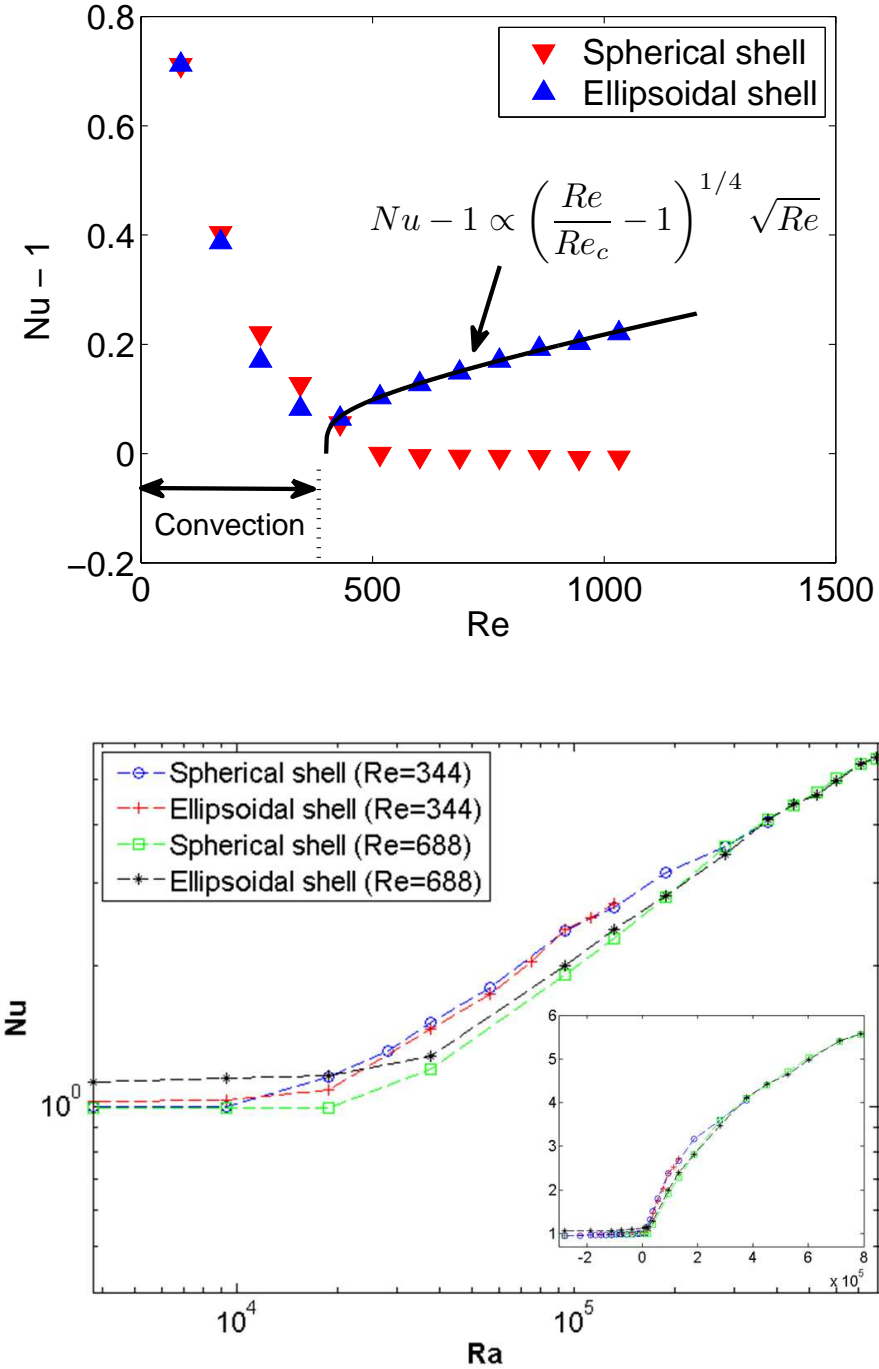 0.8
0.6
0.4
0.2
0
−0.2
Nu − 1
Spherical shell
Ellipsoidal shell
Nu − 1 ∝ (Re/Re_c − 1)^{1/4} √Re
Convection
0 500 1000 1500
Re
Spherical shell (Re=344)
Ellipsoidal shell (Re=344)
Spherical shell (Re=688)
Ellipsoidal shell (Re=688)
Nu
10^0
6
5
4
3
2
1
-2 0 2 4 6 8
x 10^5
10^4 10^5
Ra